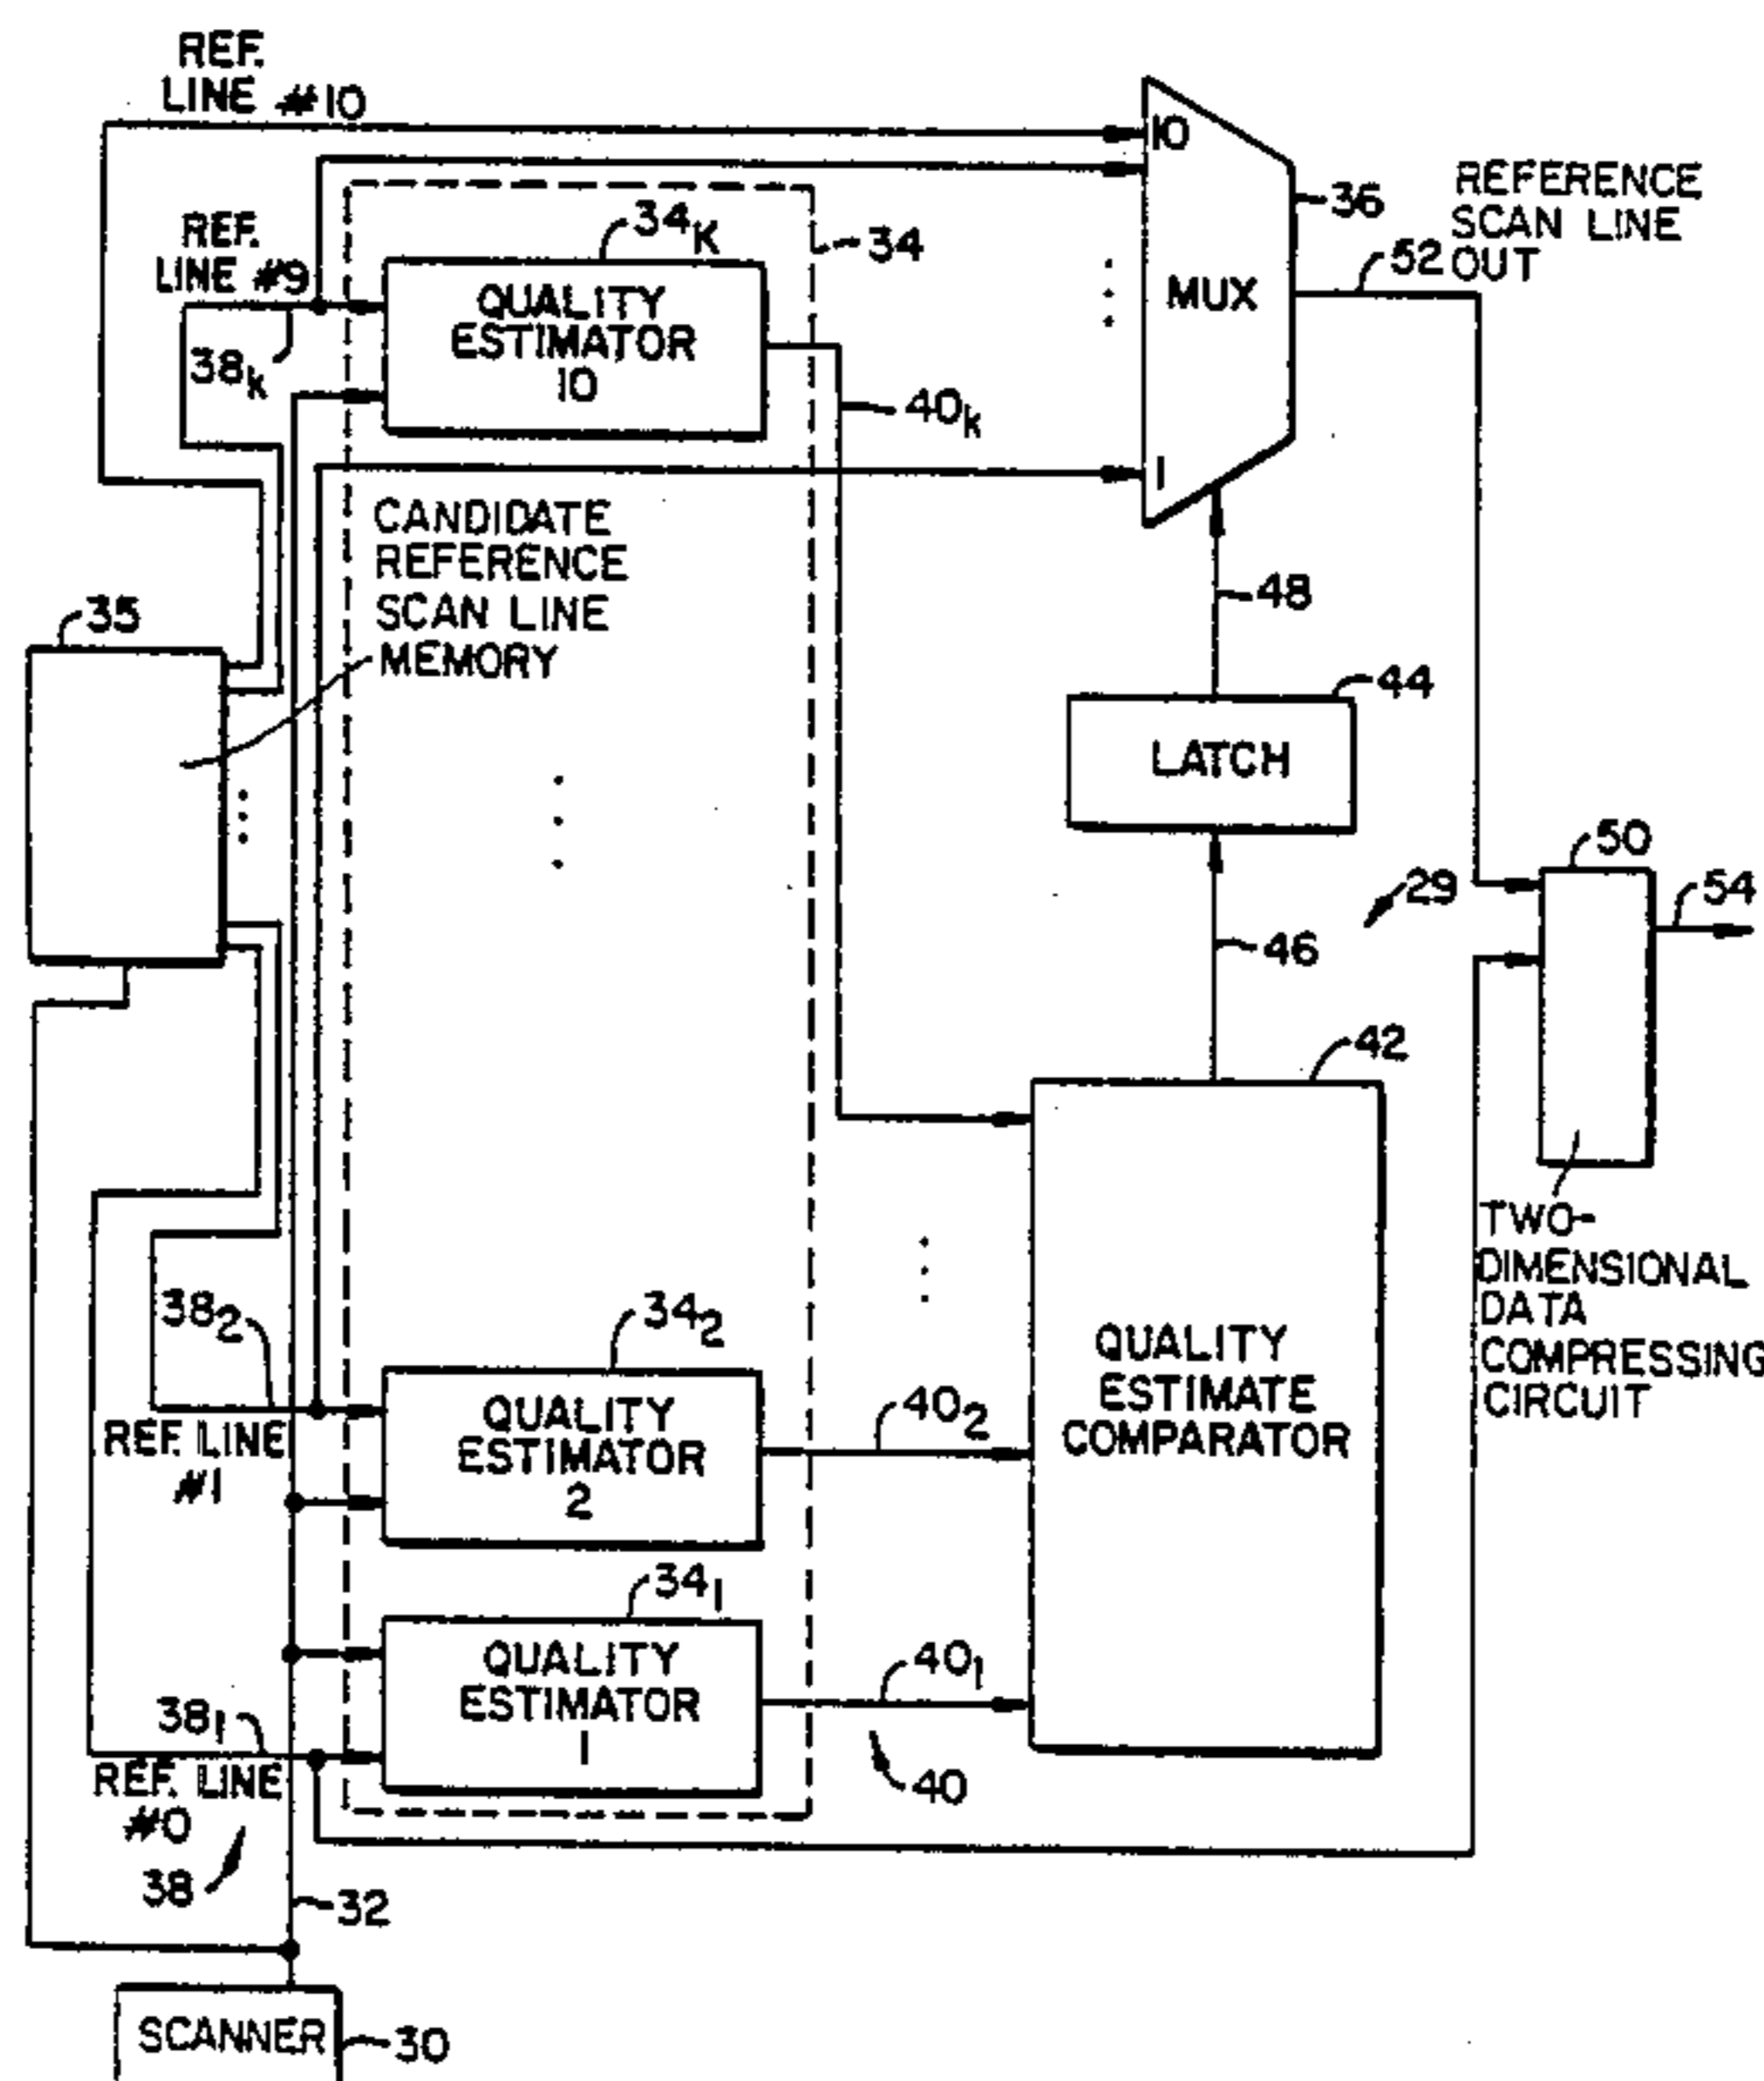 REF.
LINE #10
10
36
REFERENCE
SCAN LINE
OUT
52
MUX
1
REF.
LINE #9
38k
34K
34
QUALITY
ESTIMATOR
10
40k
CANDIDATE
REFERENCE
SCAN LINE
MEMORY
35
48
44
LATCH
29
46
50
54
42
TWO-
DIMENSIONAL
DATA
COMPRESSING
CIRCUIT
382
REF. LINE
#1
342
QUALITY
ESTIMATOR
2
402
QUALITY
ESTIMATE
COMPARATOR
341
QUALITY
ESTIMATOR
1
401
40
381
REF. LINE
#0
38
32
SCANNER
30